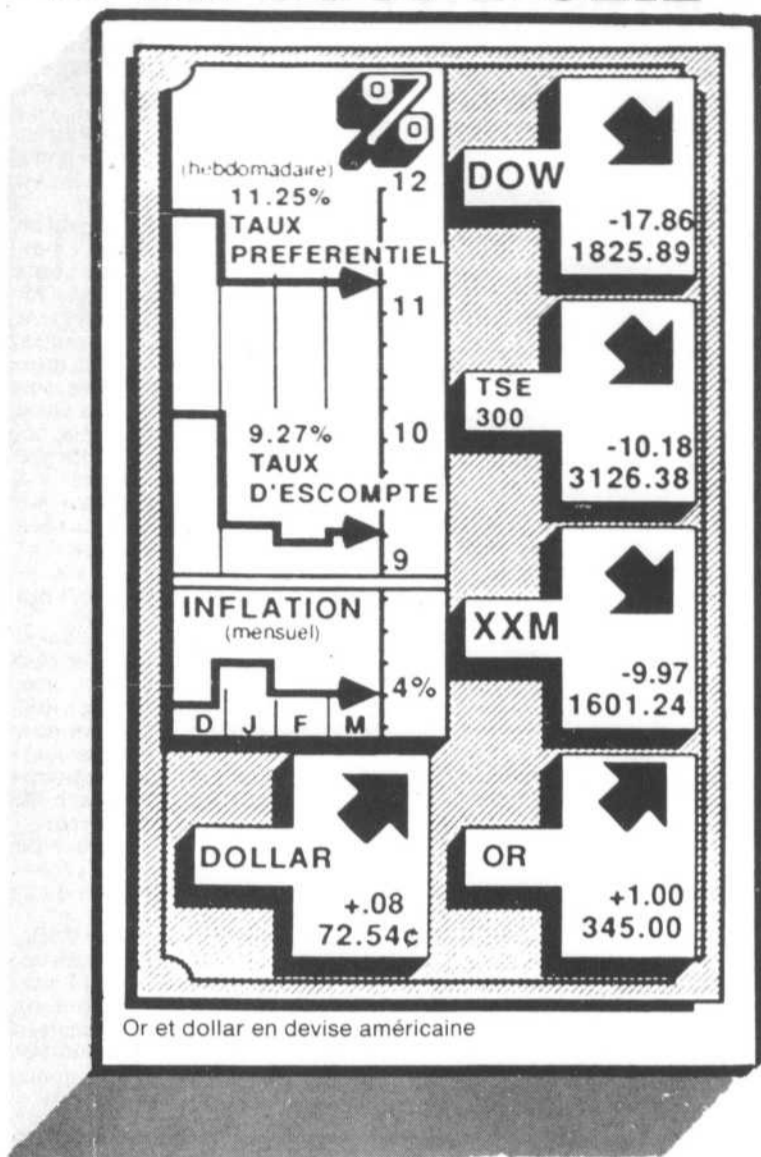 %
(hebdomadaire)
11.25%
TAUX
PREFERENTIEL
12
11
10
9
9.27%
TAUX
D'ESCOMPTE
INFLATION
(mensuel)
4%
D J F M
DOW
-17.86
1825.89
TSE
300
-10.18
3126.38
XXM
-9.97
1601.24
DOLLAR
+.08
72.54¢
OR
+1.00
345.00
Or et dollar en devise américaine